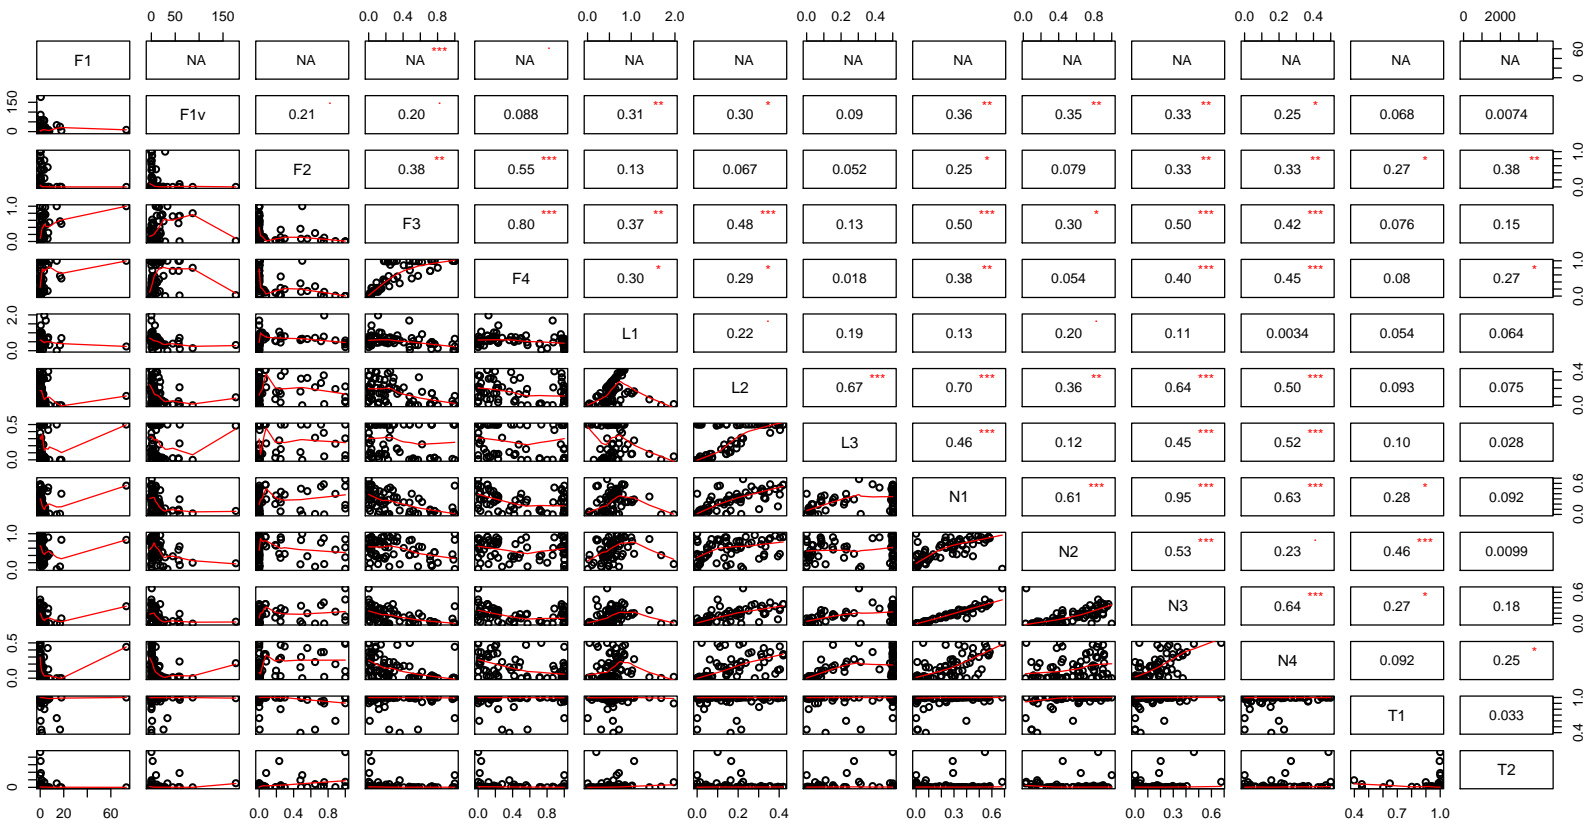 0 50 150 0.0 0.4 0.8 0.0 1.0 2.0 0.0 0.2 0.4 0.0 0.4 0.8 0.0 0.2 0.4 0 2000
F1 NA NA NA *** NA . NA NA NA NA NA NA NA NA NA 0 60
0 150 F1v 0.21 . 0.20 . 0.088 0.31 ** 0.30 * 0.09 0.36 ** 0.35 ** 0.33 ** 0.25 * 0.068 0.0074
F2 0.38 ** 0.55 *** 0.13 0.067 0.052 0.25 * 0.079 0.33 ** 0.33 ** 0.27 * 0.38 ** 0.0 1.0
0.0 1.0 F3 0.80 *** 0.37 ** 0.48 *** 0.13 0.50 *** 0.30 * 0.50 *** 0.42 *** 0.076 0.15
F4 0.30 * 0.29 * 0.018 0.38 ** 0.054 0.40 *** 0.45 *** 0.08 0.27 * 0.0 1.0
0.0 2.0 L1 0.22 . 0.19 0.13 0.20 . 0.11 0.0034 0.054 0.064
L2 0.67 *** 0.70 *** 0.36 ** 0.64 *** 0.50 *** 0.093 0.075 0.0 0.4
0.0 0.5 L3 0.46 *** 0.12 0.45 *** 0.52 *** 0.10 0.028
N1 0.61 *** 0.95 *** 0.63 *** 0.28 * 0.092 0.0 0.6
0.0 1.0 N2 0.53 *** 0.23 . 0.46 *** 0.0099
N3 0.64 *** 0.27 * 0.18 0.0 0.6
0.0 0.5 N4 0.092 0.25 *
T1 0.033 0.4 1.0
0 T2
0 20 60 0.0 0.4 0.8 0.0 0.4 0.8 0.0 0.2 0.4 0.0 0.3 0.6 0.0 0.3 0.6 0.4 0.7 1.0